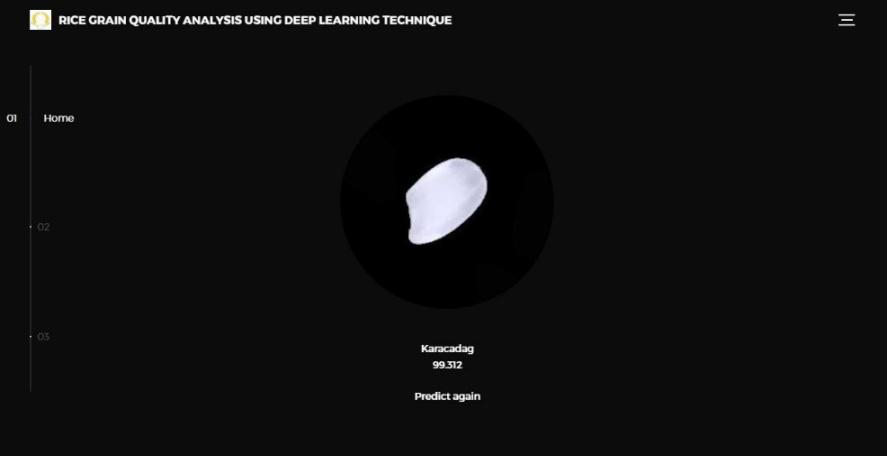 RICE GRAIN QUALITY ANALYSIS USING DEEP LEARNING TECHNIQUE
01 Home
02
03
Karacadag
99.312
Predict again